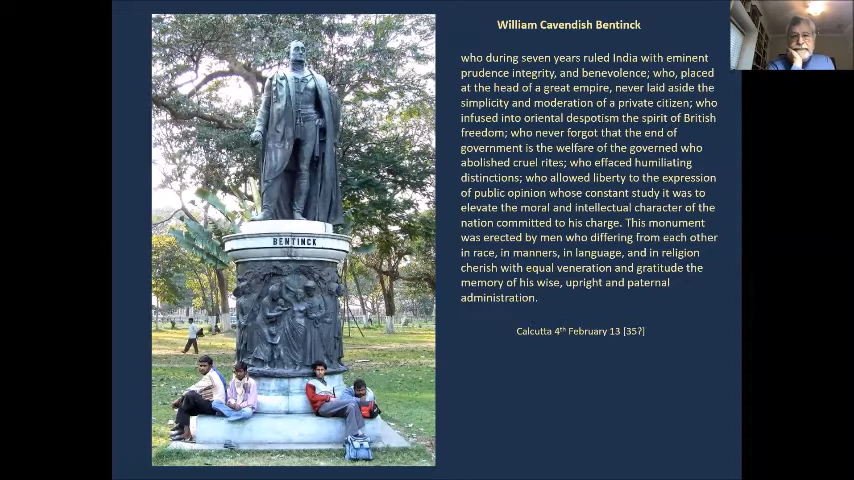 William Cavendish Bentinck
who during seven years ruled India with eminent
prudence integrity, and benevolence; who, placed
at the head of a great empire, never laid aside the
simplicity and moderation of a private citizen; who
infused into oriental despotism the spirit of British
freedom; who never forgot that the end of
government is the welfare of the governed who
abolished cruel rites; who effaced humiliating
distinctions; who allowed liberty to the expression
of public opinion whose constant study it was to
elevate the moral and intellectual character of the
nation committed to his charge. This monument
was erected by men who differing from each other
in race, in manners, in language, and in religion
cherish with equal veneration and gratitude the
memory of his wise, upright and paternal
administration.
Calcutta 4th February 13 [35?]
BENTINCK